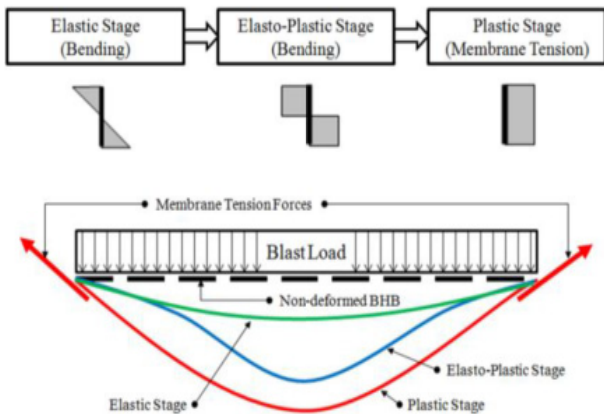 Elastic Stage
(Bending)
Elasto-Plastic Stage
(Bending)
Plastic Stage
(Membrane Tension)
Membrane Tension Forces
Blast Load
Non-deformed BHB
Elasto-Plastic Stage
Elastic Stage
Plastic Stage